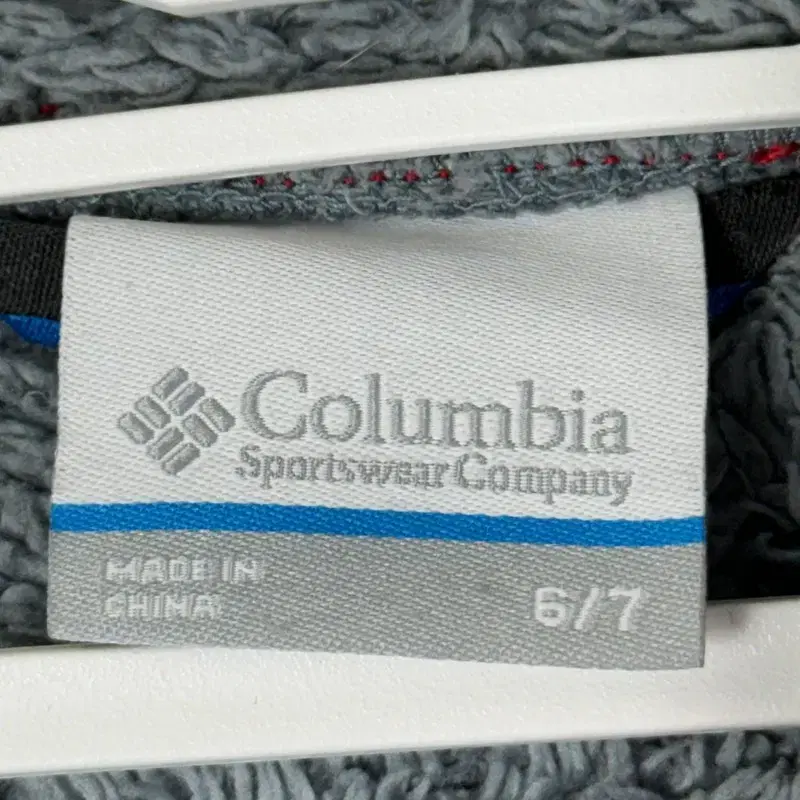 Columbia
Sportswear Company
MADE IN
CHINA
6/7